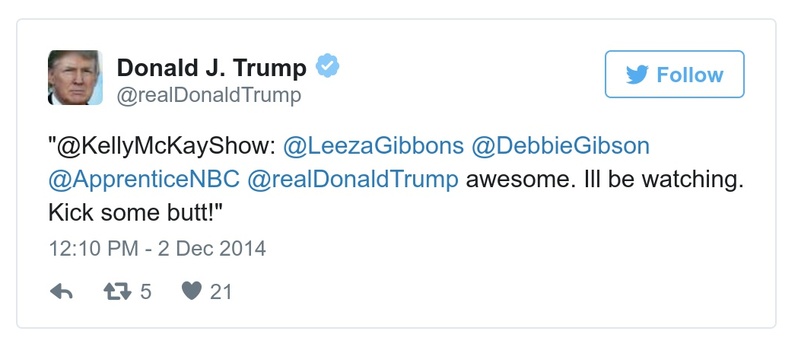 Donald J. Trump
@realDonaldTrump
Follow
"@KellyMcKayShow: @LeezaGibbons @DebbieGibson
@ApprenticeNBC @realDonaldTrump awesome. Ill be watching.
Kick some butt!"
12:10 PM - 2 Dec 2014
5 21